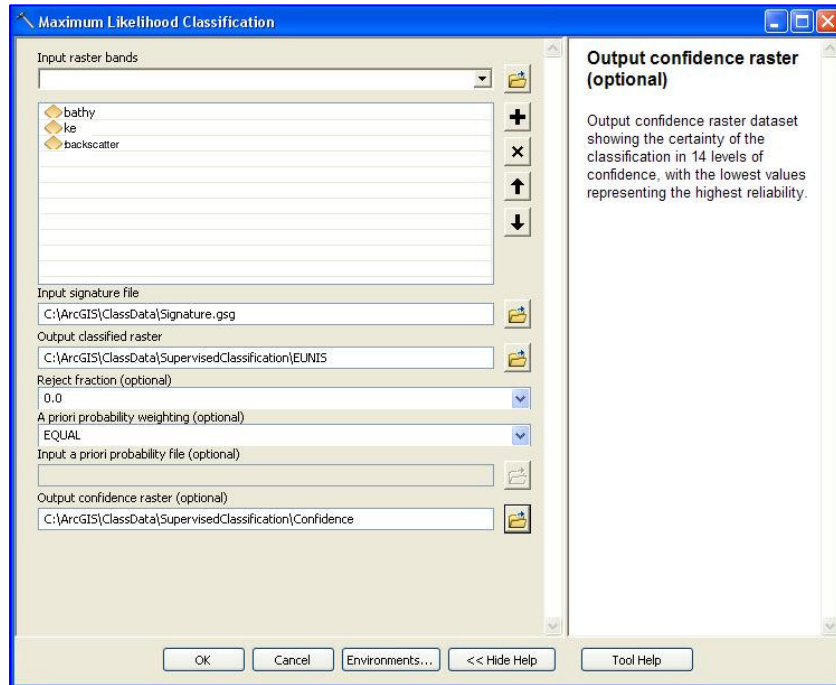 Maximum Likelihood Classification
Input raster bands
bathy
ke
backscatter
Input signature file
C:\ArcGIS\ClassData\Signature.gsg
Output classified raster
C:\ArcGIS\ClassData\SupervisedClassification\EUNIS
Reject fraction (optional)
0.0
A priori probability weighting (optional)
EQUAL
Input a priori probability file (optional)
Output confidence raster (optional)
C:\ArcGIS\ClassData\SupervisedClassification\Confidence
Output confidence raster
(optional)
Output confidence raster dataset
showing the certainty of the
classification in 14 levels of
confidence, with the lowest values
representing the highest reliability.
OK
Cancel
Environments...
<< Hide Help
Tool Help